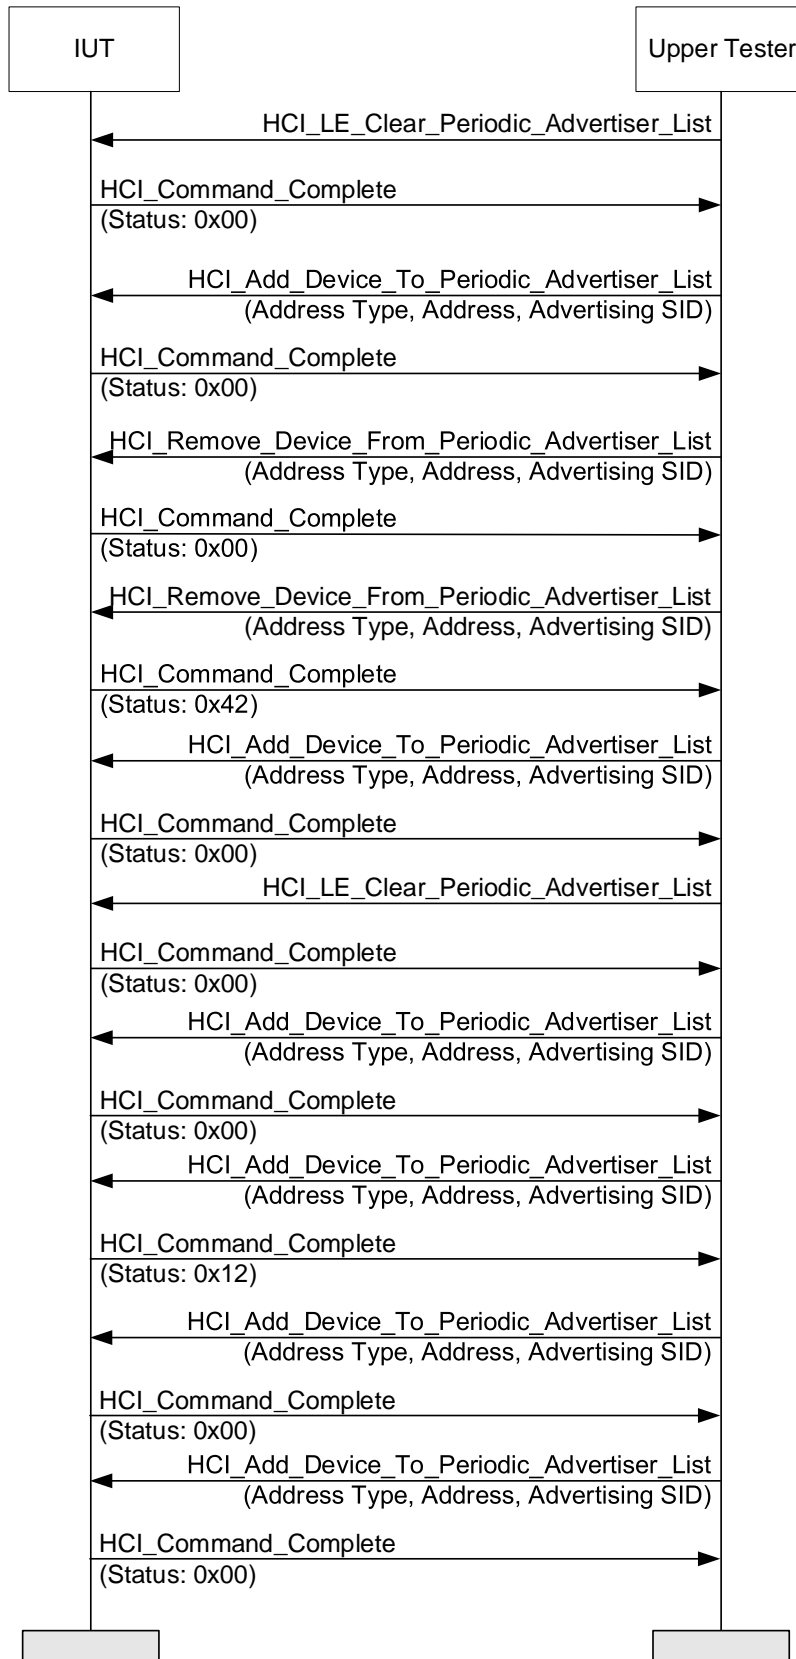 IUT
Upper Tester
HCI_LE_Clear_Periodic_Advertiser_List
HCI_Command_Complete
(Status: 0x00)
HCI_Add_Device_To_Periodic_Advertiser_List
(Address Type, Address, Advertising SID)
HCI_Command_Complete
(Status: 0x00)
HCI_Remove_Device_From_Periodic_Advertiser_List
(Address Type, Address, Advertising SID)
HCI_Command_Complete
(Status: 0x00)
HCI_Remove_Device_From_Periodic_Advertiser_List
(Address Type, Address, Advertising SID)
HCI_Command_Complete
(Status: 0x42)
HCI_Add_Device_To_Periodic_Advertiser_List
(Address Type, Address, Advertising SID)
HCI_Command_Complete
(Status: 0x00)
HCI_LE_Clear_Periodic_Advertiser_List
HCI_Command_Complete
(Status: 0x00)
HCI_Add_Device_To_Periodic_Advertiser_List
(Address Type, Address, Advertising SID)
HCI_Command_Complete
(Status: 0x00)
HCI_Add_Device_To_Periodic_Advertiser_List
(Address Type, Address, Advertising SID)
HCI_Command_Complete
(Status: 0x12)
HCI_Add_Device_To_Periodic_Advertiser_List
(Address Type, Address, Advertising SID)
HCI_Command_Complete
(Status: 0x00)
HCI_Add_Device_To_Periodic_Advertiser_List
(Address Type, Address, Advertising SID)
HCI_Command_Complete
(Status: 0x00)